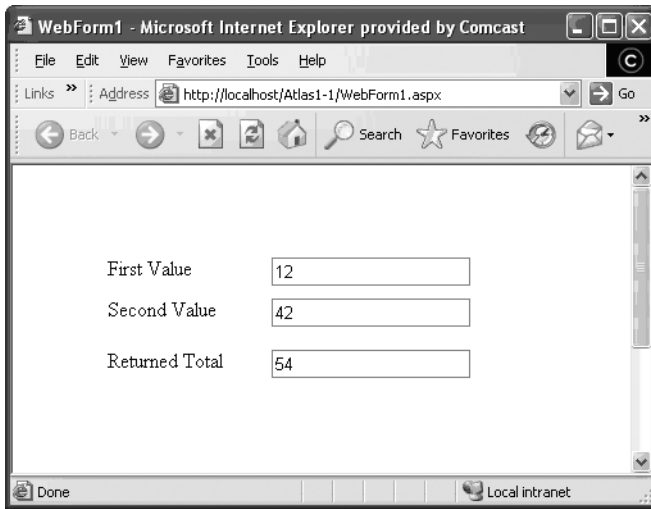 WebForm1 - Microsoft Internet Explorer provided by Comcast
File Edit View Favorites Tools Help
Links » Address http://localhost/Atlas1-1/WebForm1.aspx Go
Back Search Favorites »
First Value 12
Second Value 42
Returned Total 54
Done Local intranet